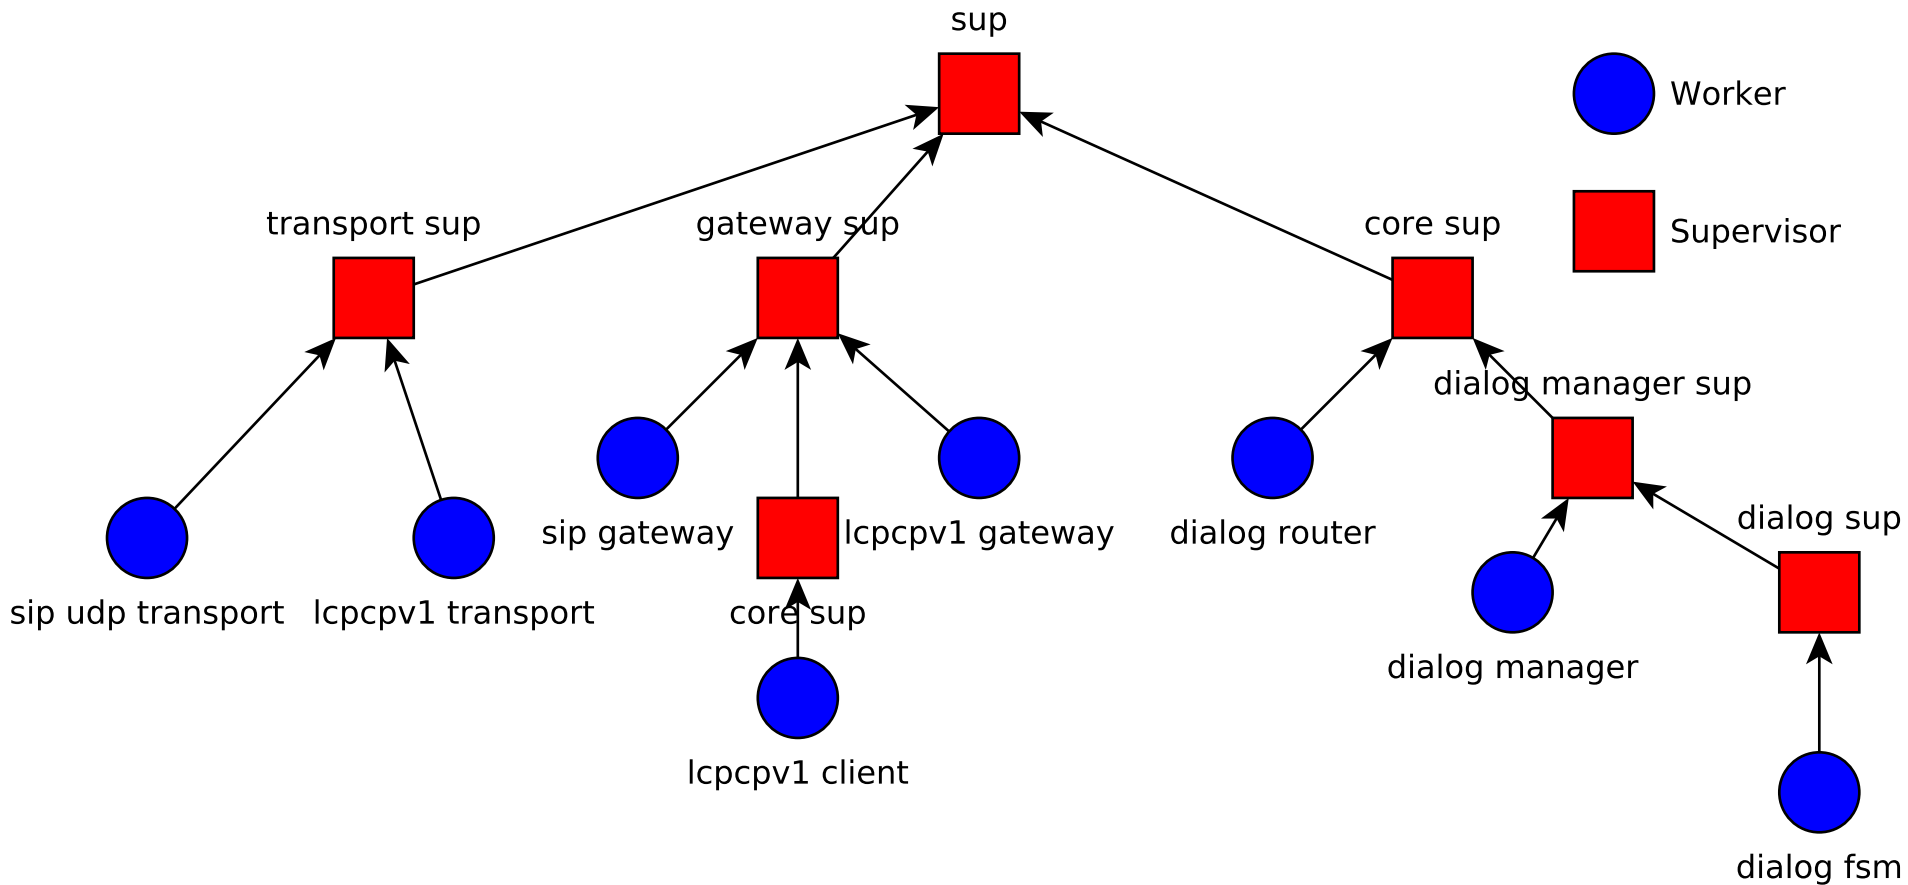 sup
Worker
transport sup
gateway sup
core sup
Supervisor
dialog manager sup
sip gateway
lcpcpv1 gateway
dialog router
dialog sup
sip udp transport
lcpcpv1 transport
core sup
dialog manager
lcpcpv1 client
dialog fsm